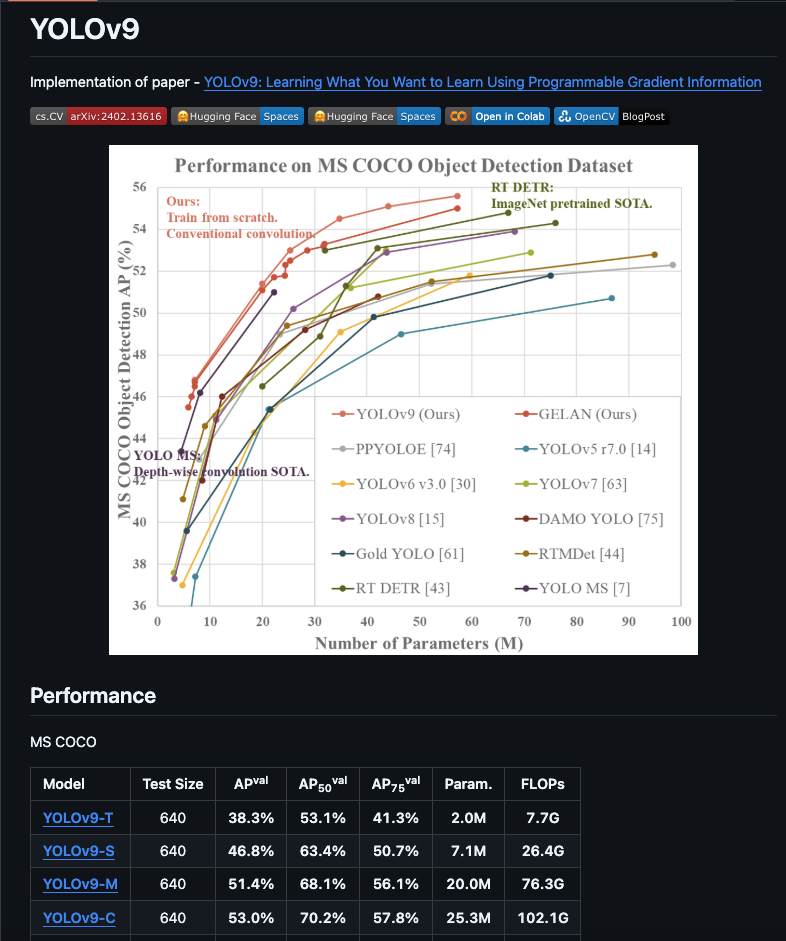 YOLOv9
Implementation of paper - YOLOv9: Learning What You Want to Learn Using Programmable Gradient Information
cs.CV arXiv:2402.13616 Hugging Face Spaces Hugging Face Spaces Open in Colab OpenCV BlogPost
Performance on MS COCO Object Detection Dataset
MS COCO Object Detection AP (%)
56
54
52
50
48
46
44
42
40
38
36
Ours:
Train from scratch.
Conventional convolution.
RT DETR:
ImageNet pretrained SOTA.
YOLO MS:
Depth-wise convolution SOTA.
YOLOv9 (Ours) GELAN (Ours)
PPYOLOE [74] YOLOv5 r7.0 [14]
YOLOv6 v3.0 [30] YOLOv7 [63]
YOLOv8 [15] DAMO YOLO [75]
Gold YOLO [61] RTMDet [44]
RT DETR [43] YOLO MS [7]
0 10 20 30 40 50 60 70 80 90 100
Number of Parameters (M)
Performance
MS COCO
Model Test Size APval AP50val AP75val Param. FLOPs
YOLOv9-T 640 38.3% 53.1% 41.3% 2.0M 7.7G
YOLOv9-S 640 46.8% 63.4% 50.7% 7.1M 26.4G
YOLOv9-M 640 51.4% 68.1% 56.1% 20.0M 76.3G
YOLOv9-C 640 53.0% 70.2% 57.8% 25.3M 102.1G